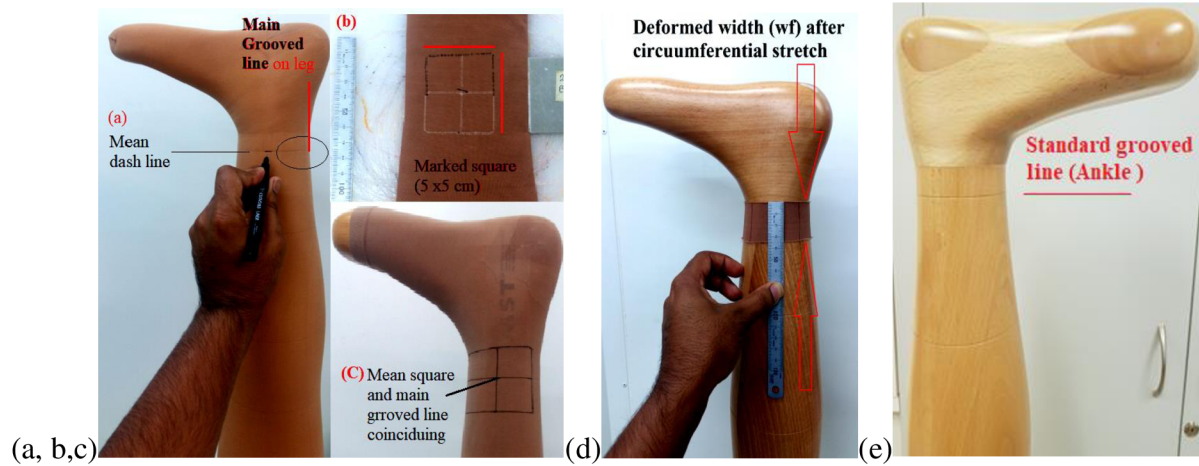 Main
Grooved
line on leg
(a)
Mean
dash line
(b)
Marked square
(5 x5 cm)
(C) Mean square
and main
grroved line
coinciduing
Deformed width (wf) after
circuumferential stretch
Standard grooved
line (Ankle )
(a, b,c)
(d)
(e)